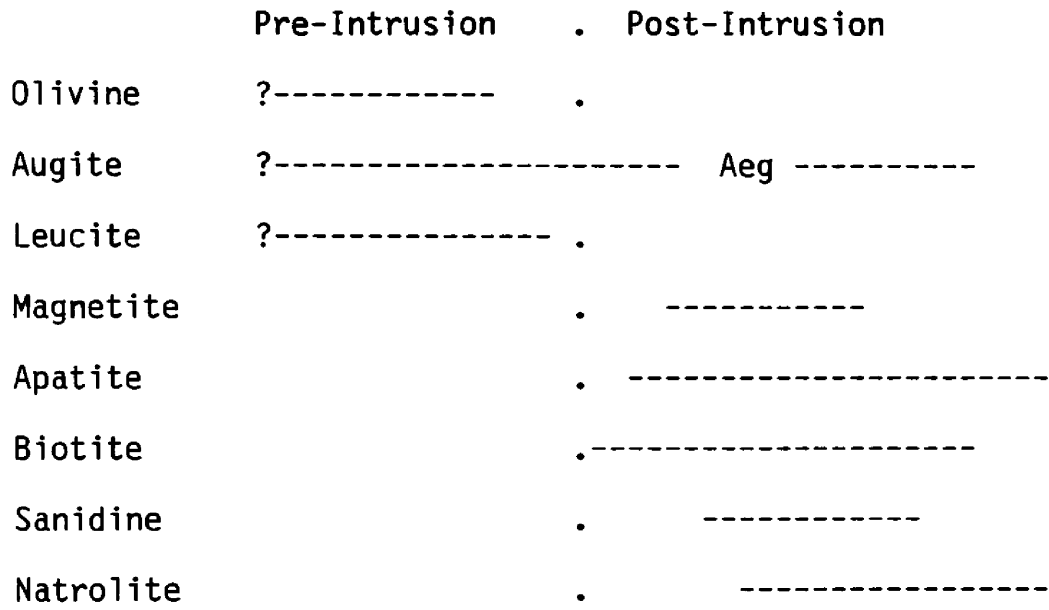 Pre-Intrusion . Post-Intrusion
Olivine ?------------ .
Augite ?---------------------- Aeg ----------
Leucite ?--------------- .
Magnetite . -----------
Apatite . -----------------------
Biotite .---------------------
Sanidine . ------------
Natrolite . -----------------